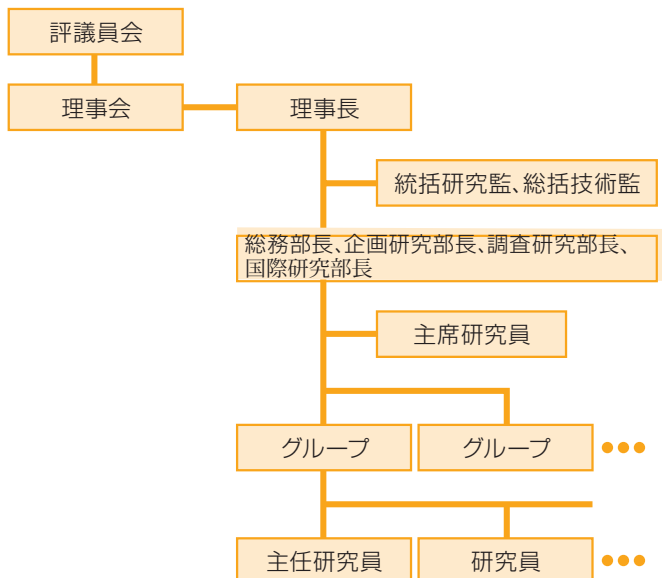 評議員会
理事会
理事長
統括研究監、総括技術監
総務部長、企画研究部長、調査研究部長、
国際研究部長
主席研究員
グループ
グループ
主任研究員
研究員